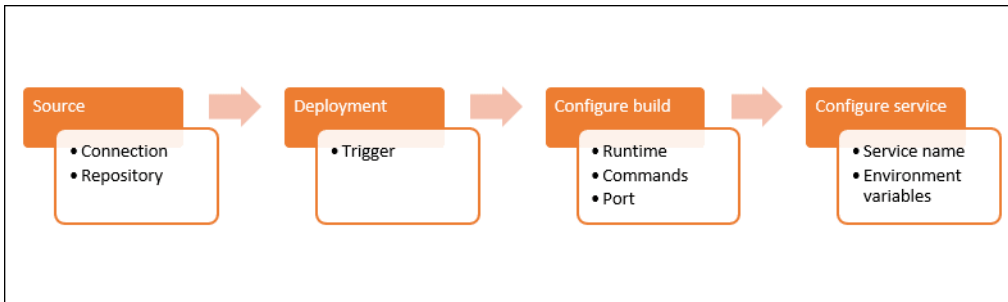 Source
• Connection
• Repository
Deployment
• Trigger
Configure build
• Runtime
• Commands
• Port
Configure service
• Service name
• Environment
variables